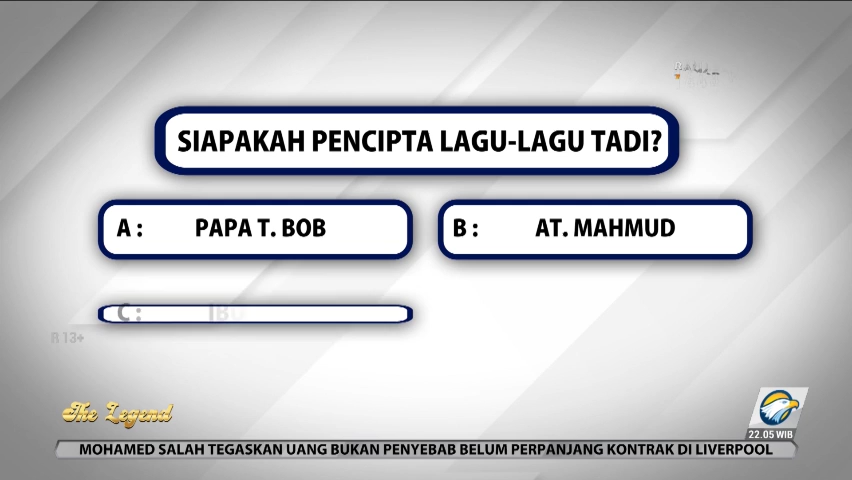 SIAPAKAH PENCIPTA LAGU-LAGU TADI?
A : PAPA T. BOB
B : AT. MAHMUD
C :
R 13+
The Legend
22.05 WIB
MOHAMED SALAH TEGASKAN UANG BUKAN PENYEBAB BELUM PERPANJANG KONTRAK DI LIVERPOOL